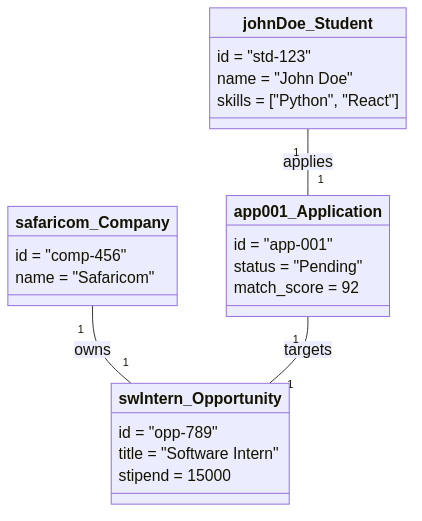 johnDoe_Student
id = "std-123"
name = "John Doe"
skills = ["Python", "React"]
1
applies
1
safaricom_Company
id = "comp-456"
name = "Safaricom"
app001_Application
id = "app-001"
status = "Pending"
match_score = 92
1
owns
1
1
targets
1
swIntern_Opportunity
id = "opp-789"
title = "Software Intern"
stipend = 15000